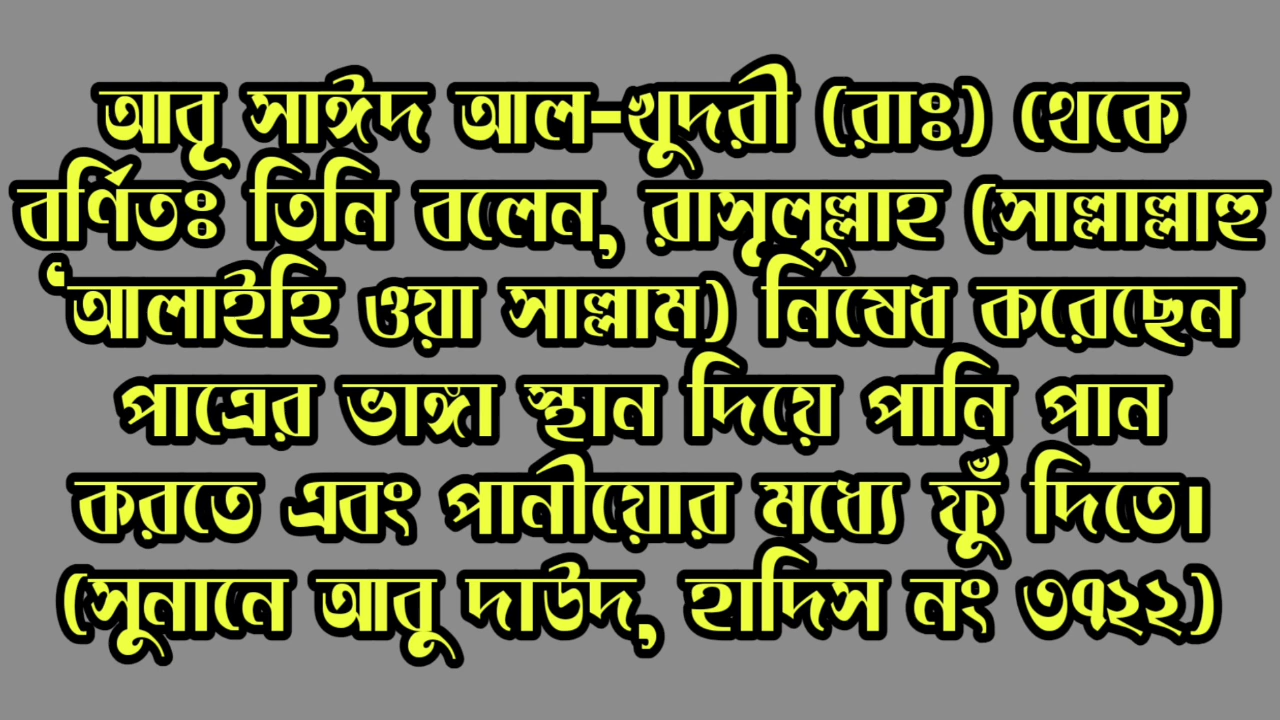 আবূ সাঈদ আল-খুদরী (রাঃ) থেকে
বর্ণিতঃ তিনি বলেন, রাসূলুল্লাহ (সাল্লাল্লাহু
‘আলাইহি ওয়া সাল্লাম) নিষেধ করেছেন
পাত্রের ভাঙ্গা স্থান দিয়ে পানি পান
করতে এবং পানীয়োর মধ্যে ফুঁ দিতে।
(সুনানে আবু দাউদ, হাদিস নং ৩৭২২)